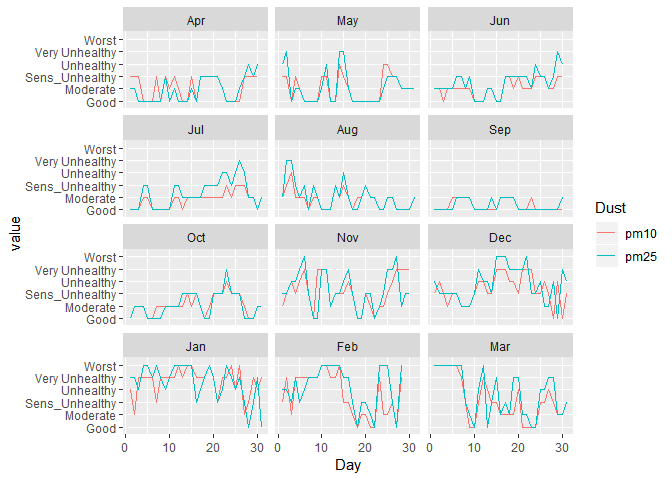 Apr May Jun
Worst
Very Unhealthy
Unhealthy
Sens_Unhealthy
Moderate
Good
Jul Aug Sep
Worst
Very Unhealthy
Unhealthy
Sens_Unhealthy
Moderate
Good
Oct Nov Dec
Worst
Very Unhealthy
Unhealthy
Sens_Unhealthy
Moderate
Good
Jan Feb Mar
Worst
Very Unhealthy
Unhealthy
Sens_Unhealthy
Moderate
Good
0 10 20 30 0 10 20 30 0 10 20 30
Day
value
Dust
pm10
pm25